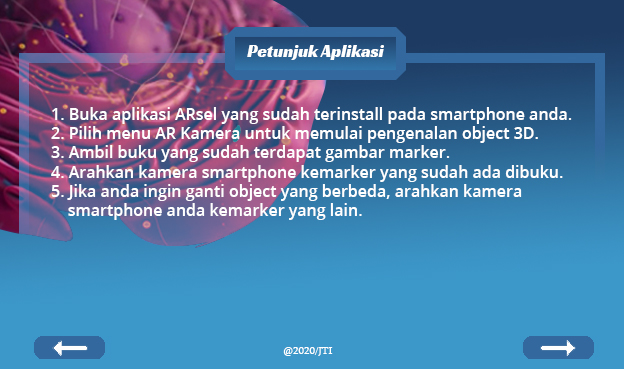 Petunjuk Aplikasi
1. Buka aplikasi ARsel yang sudah terinstall pada smartphone anda.
2. Pilih menu AR Kamera untuk memulai pengenalan object 3D.
3. Ambil buku yang sudah terdapat gambar marker.
4. Arahkan kamera smartphone kemarker yang sudah ada dibuku.
5. Jika anda ingin ganti object yang berbeda, arahkan kamera
smartphone anda kemarker yang lain.
@2020/JTI